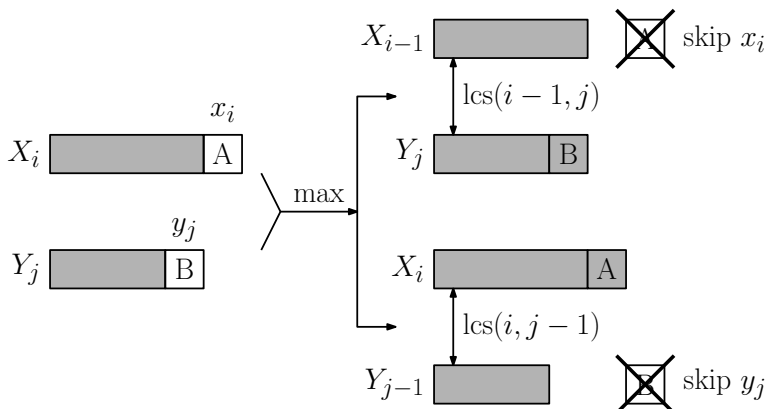 X_{i−1} A skip x_i
lcs(i − 1, j)
x_i
X_i A
Y_j B
max
y_j
Y_j B
X_i A
lcs(i, j − 1)
Y_{j−1} B skip y_j